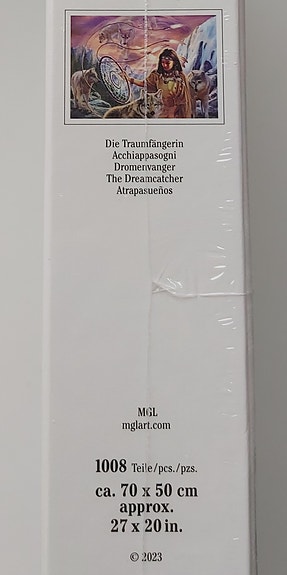 Die Traumfängerin
Acchiappasogni
Dromenvanger
The Dreamcatcher
Atrapasueños
MGL
mglart.com
1008 Teile/pcs./pzs.
ca. 70 x 50 cm
approx.
27 x 20 in.
© 2023